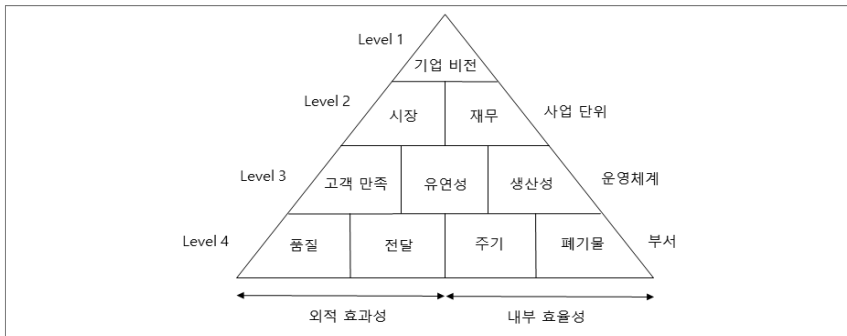 Level 1
기업 비전
Level 2
시장
재무
사업 단위
Level 3
고객 만족
유연성
생산성
운영체계
Level 4
품질
전달
주기
폐기물
부서
외적 효과성
내부 효율성